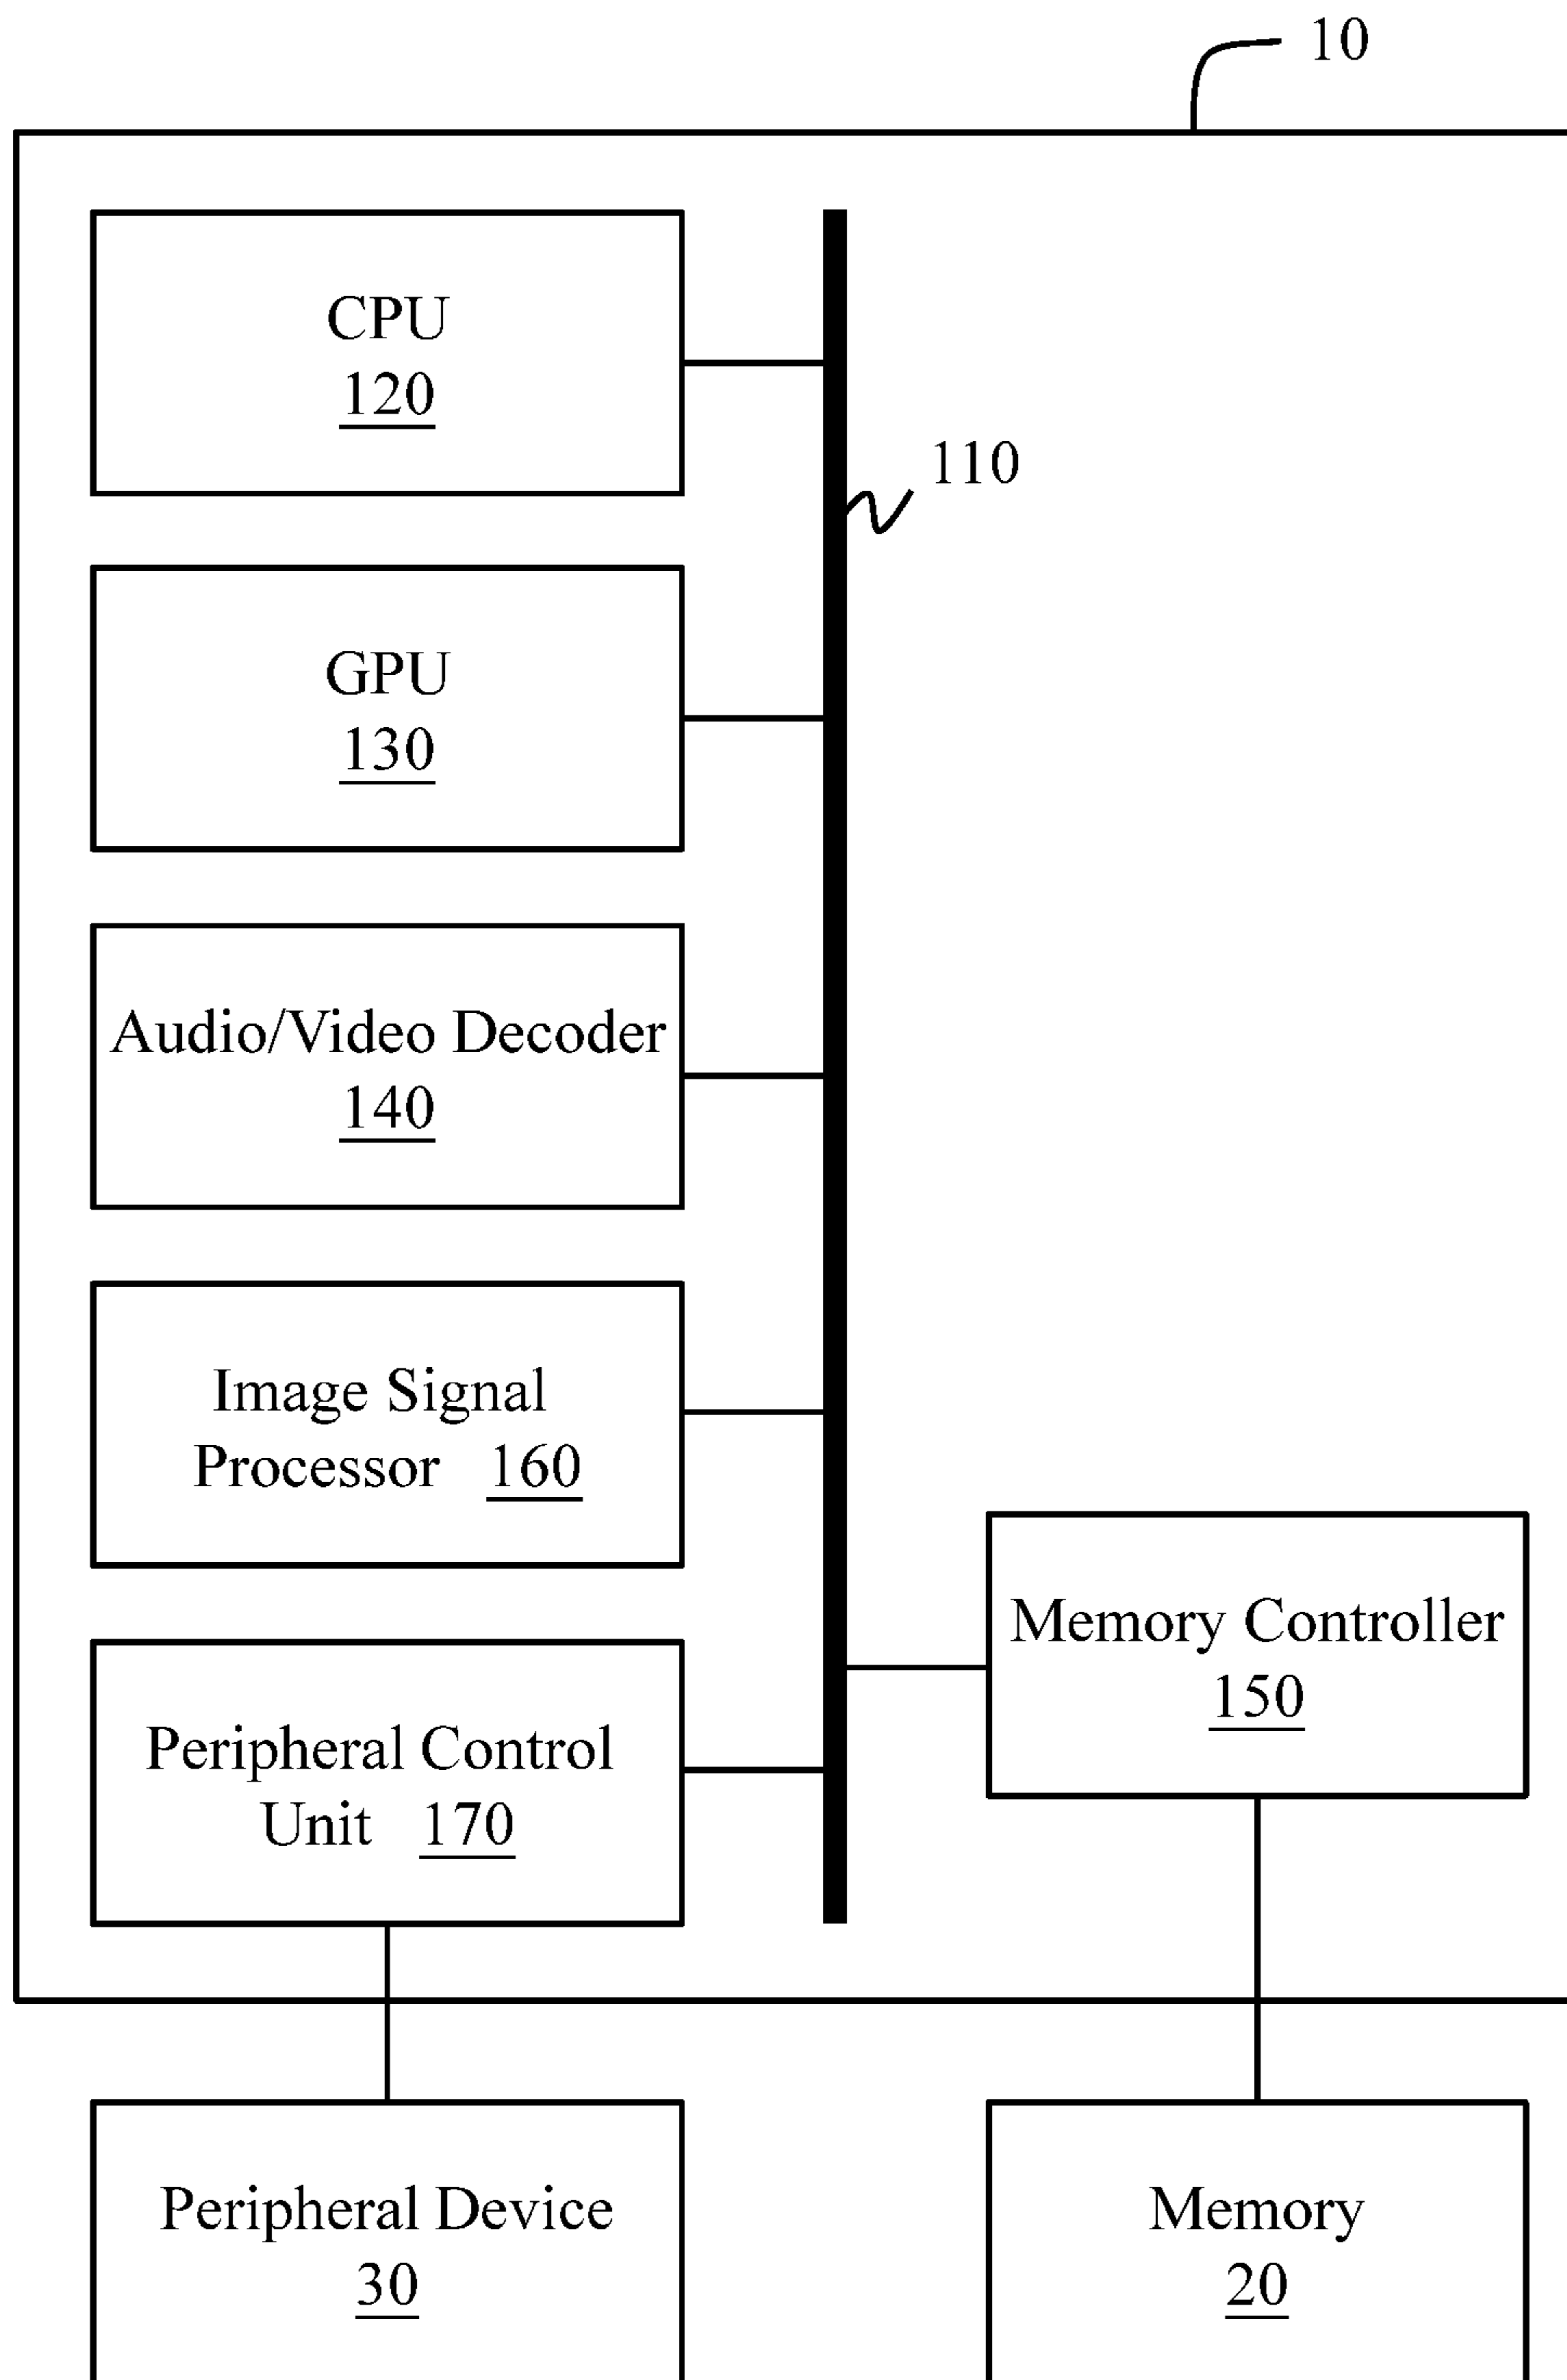 10
CPU
120
110
GPU
130
Audio/Video Decoder
140
Image Signal
Processor 160
Memory Controller
150
Peripheral Control
Unit 170
Peripheral Device
30
Memory
20